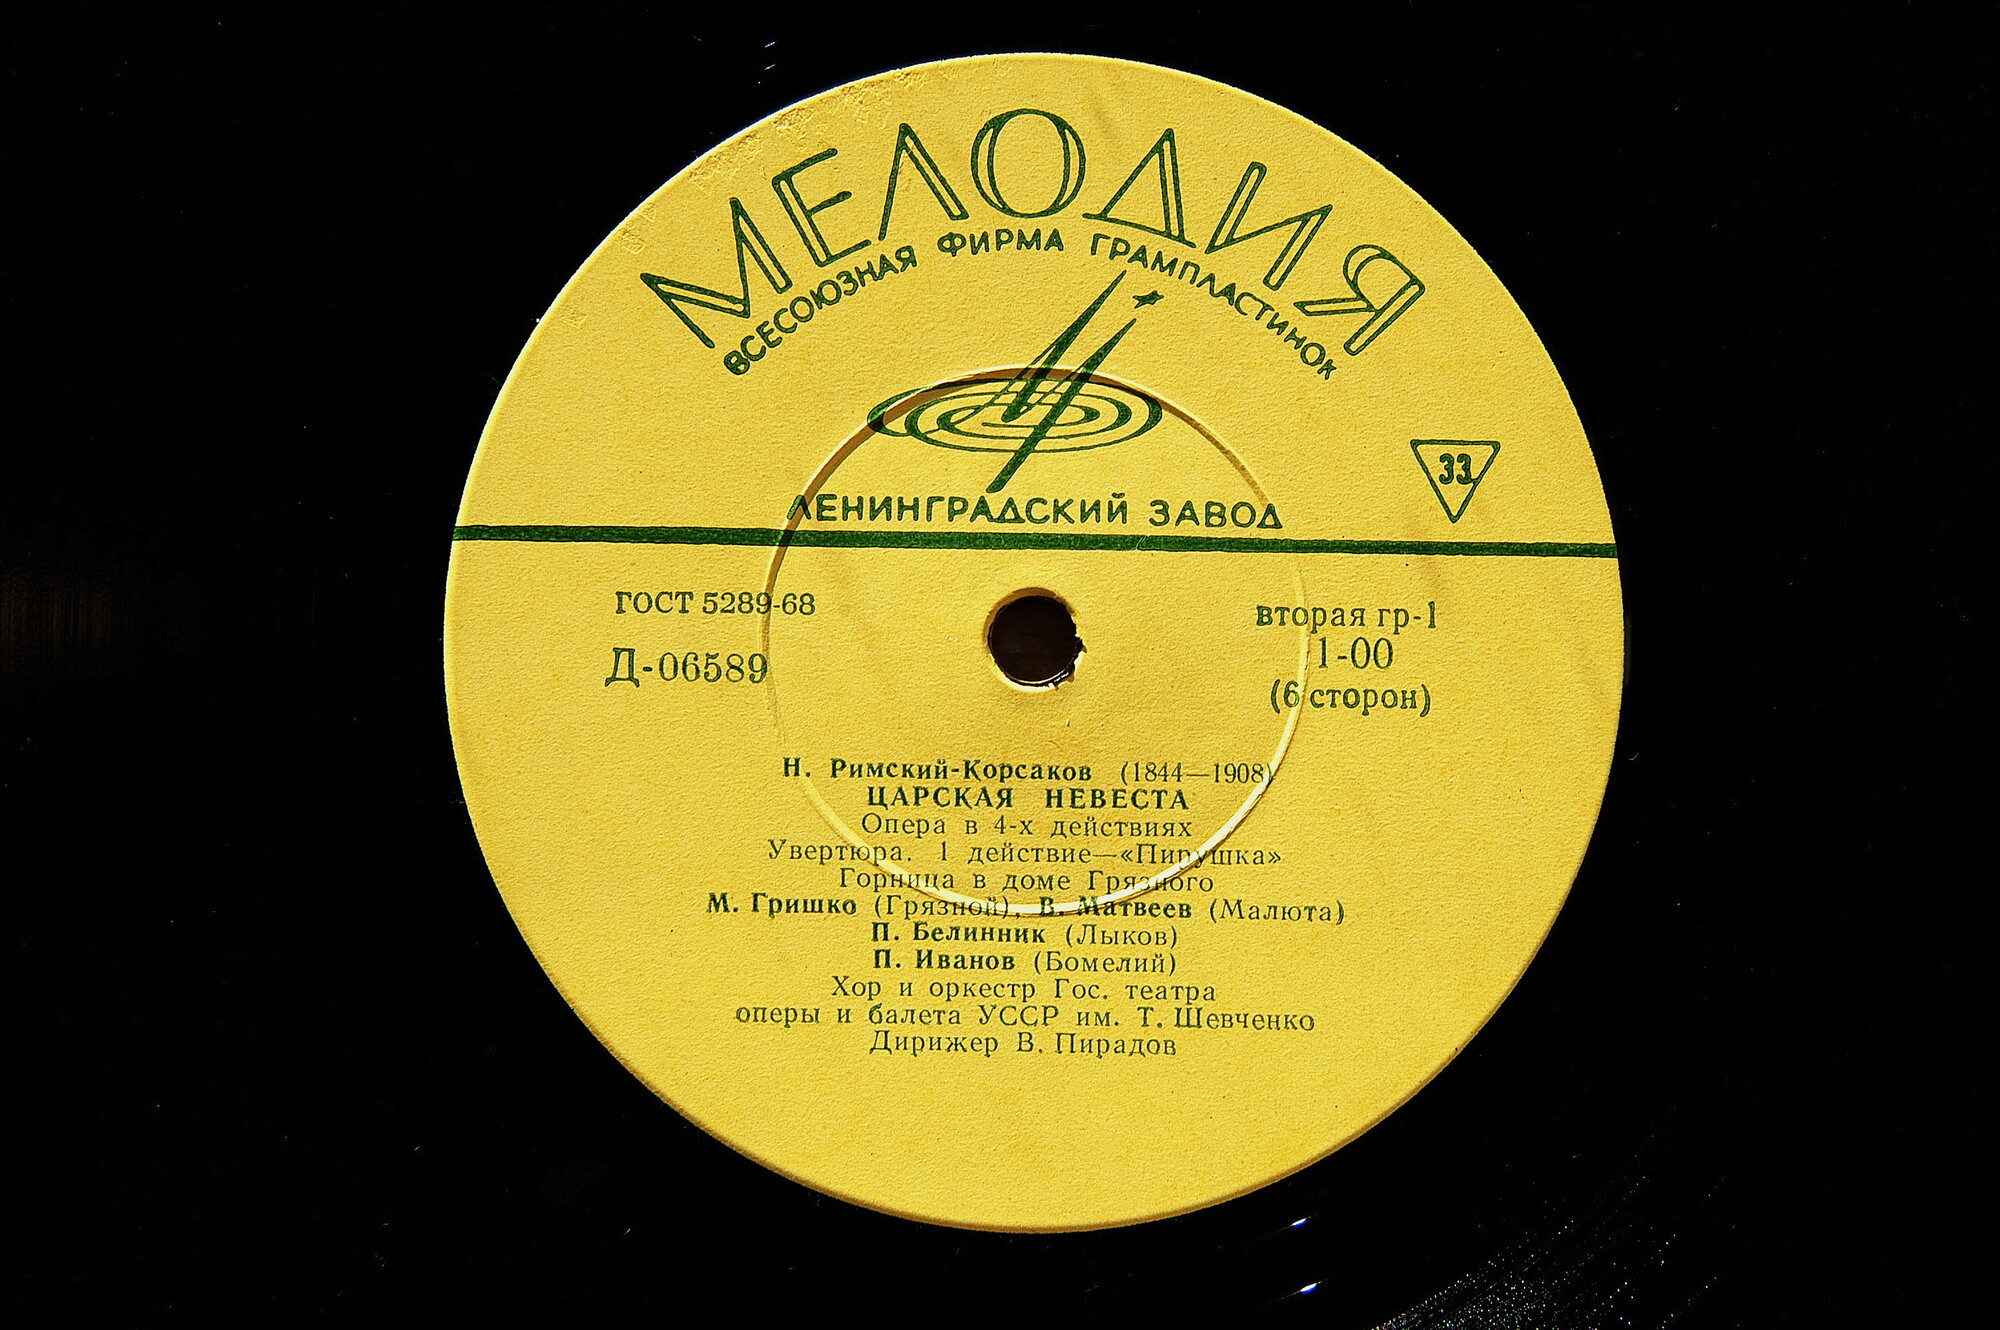 МЕЛОДИЯ
ВСЕСОЮЗНАЯ ФИРМА ГРАМПЛАСТИНОК
33
ЛЕНИНГРАДСКИЙ ЗАВОД
ГОСТ 5289-68
Д-06589
вторая гр-1
1-00
(6 сторон)
Н. Римский-Корсаков (1844—1908)
ЦАРСКАЯ НЕВЕСТА
Опера в 4-х действиях
Увертюра. 1 действие—«Пирушка»
Горница в доме Грязного
М. Гришко (Грязной), В. Матвеев (Малюта)
П. Белинник (Лыков)
П. Иванов (Бомелий)
Хор и оркестр Гос. театра
оперы и балета УССР им. Т. Шевченко
Дирижер В. Пирадов